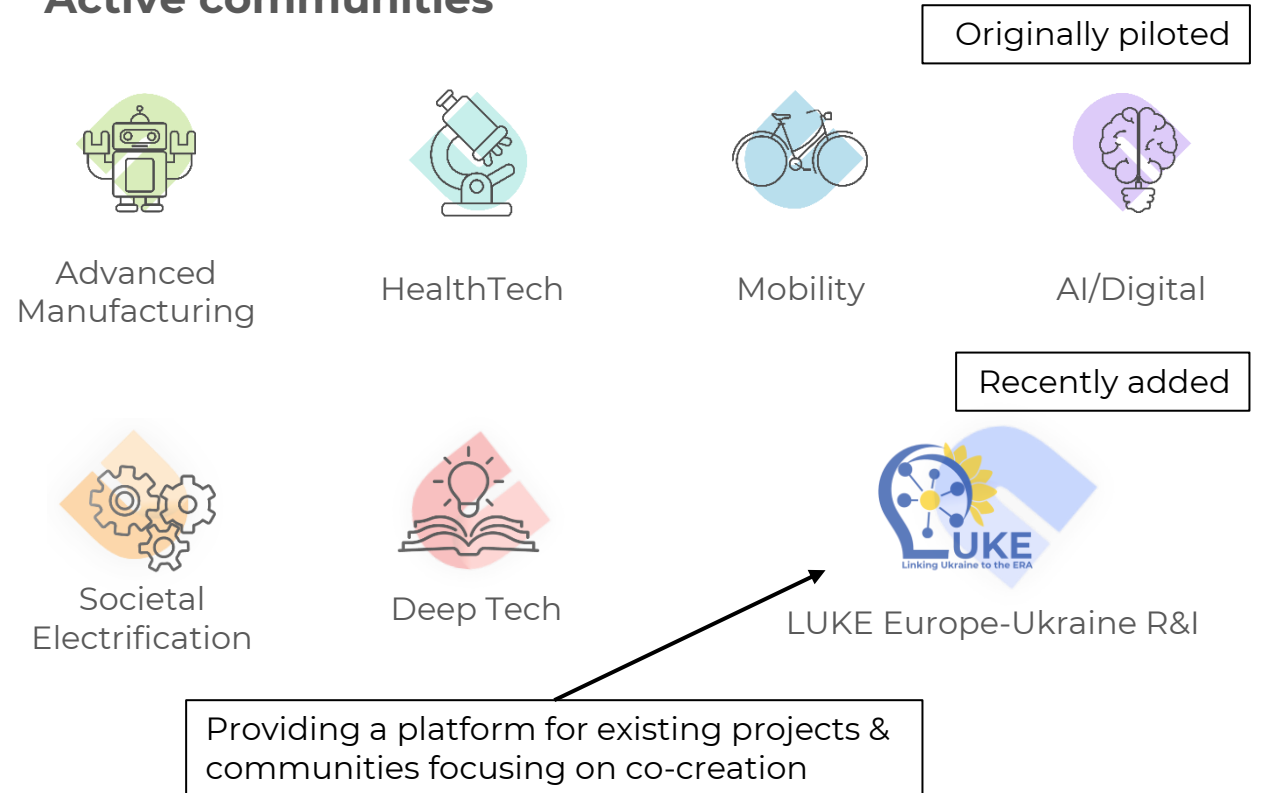 Active communities
Originally piloted
Advanced
Manufacturing
HealthTech
Mobility
AI/Digital
Recently added
LUKE
Linking Ukraine to the ERA
Societal
Electrification
Deep Tech
LUKE Europe-Ukraine R&I
Providing a platform for existing projects &
communities focusing on co-creation